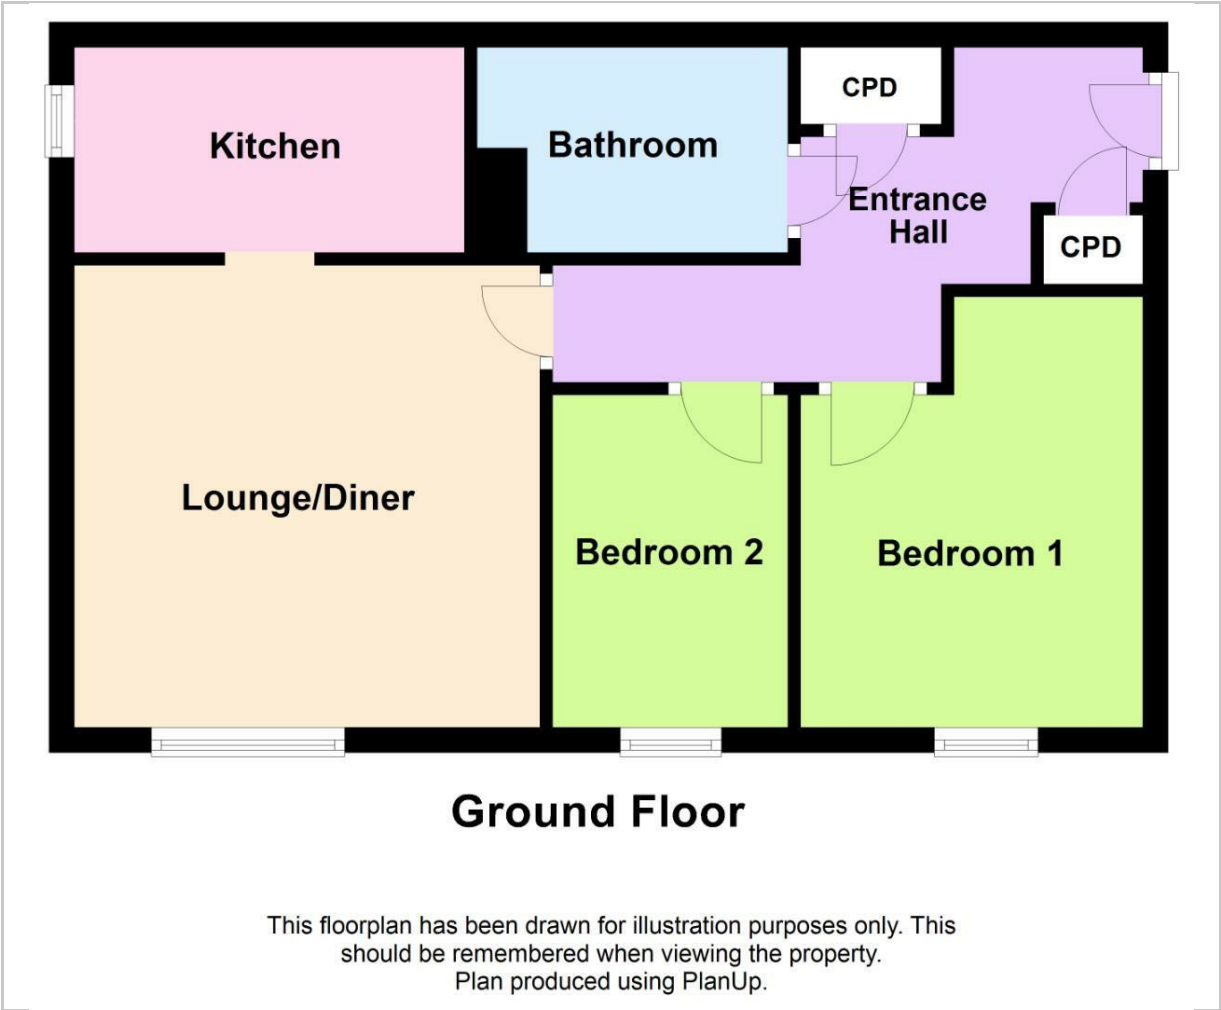 Kitchen
Bathroom
CPD
Entrance
Hall
CPD
Lounge/Diner
Bedroom 2
Bedroom 1
Ground Floor
This floorplan has been drawn for illustration purposes only. This
should be remembered when viewing the property.
Plan produced using PlanUp.